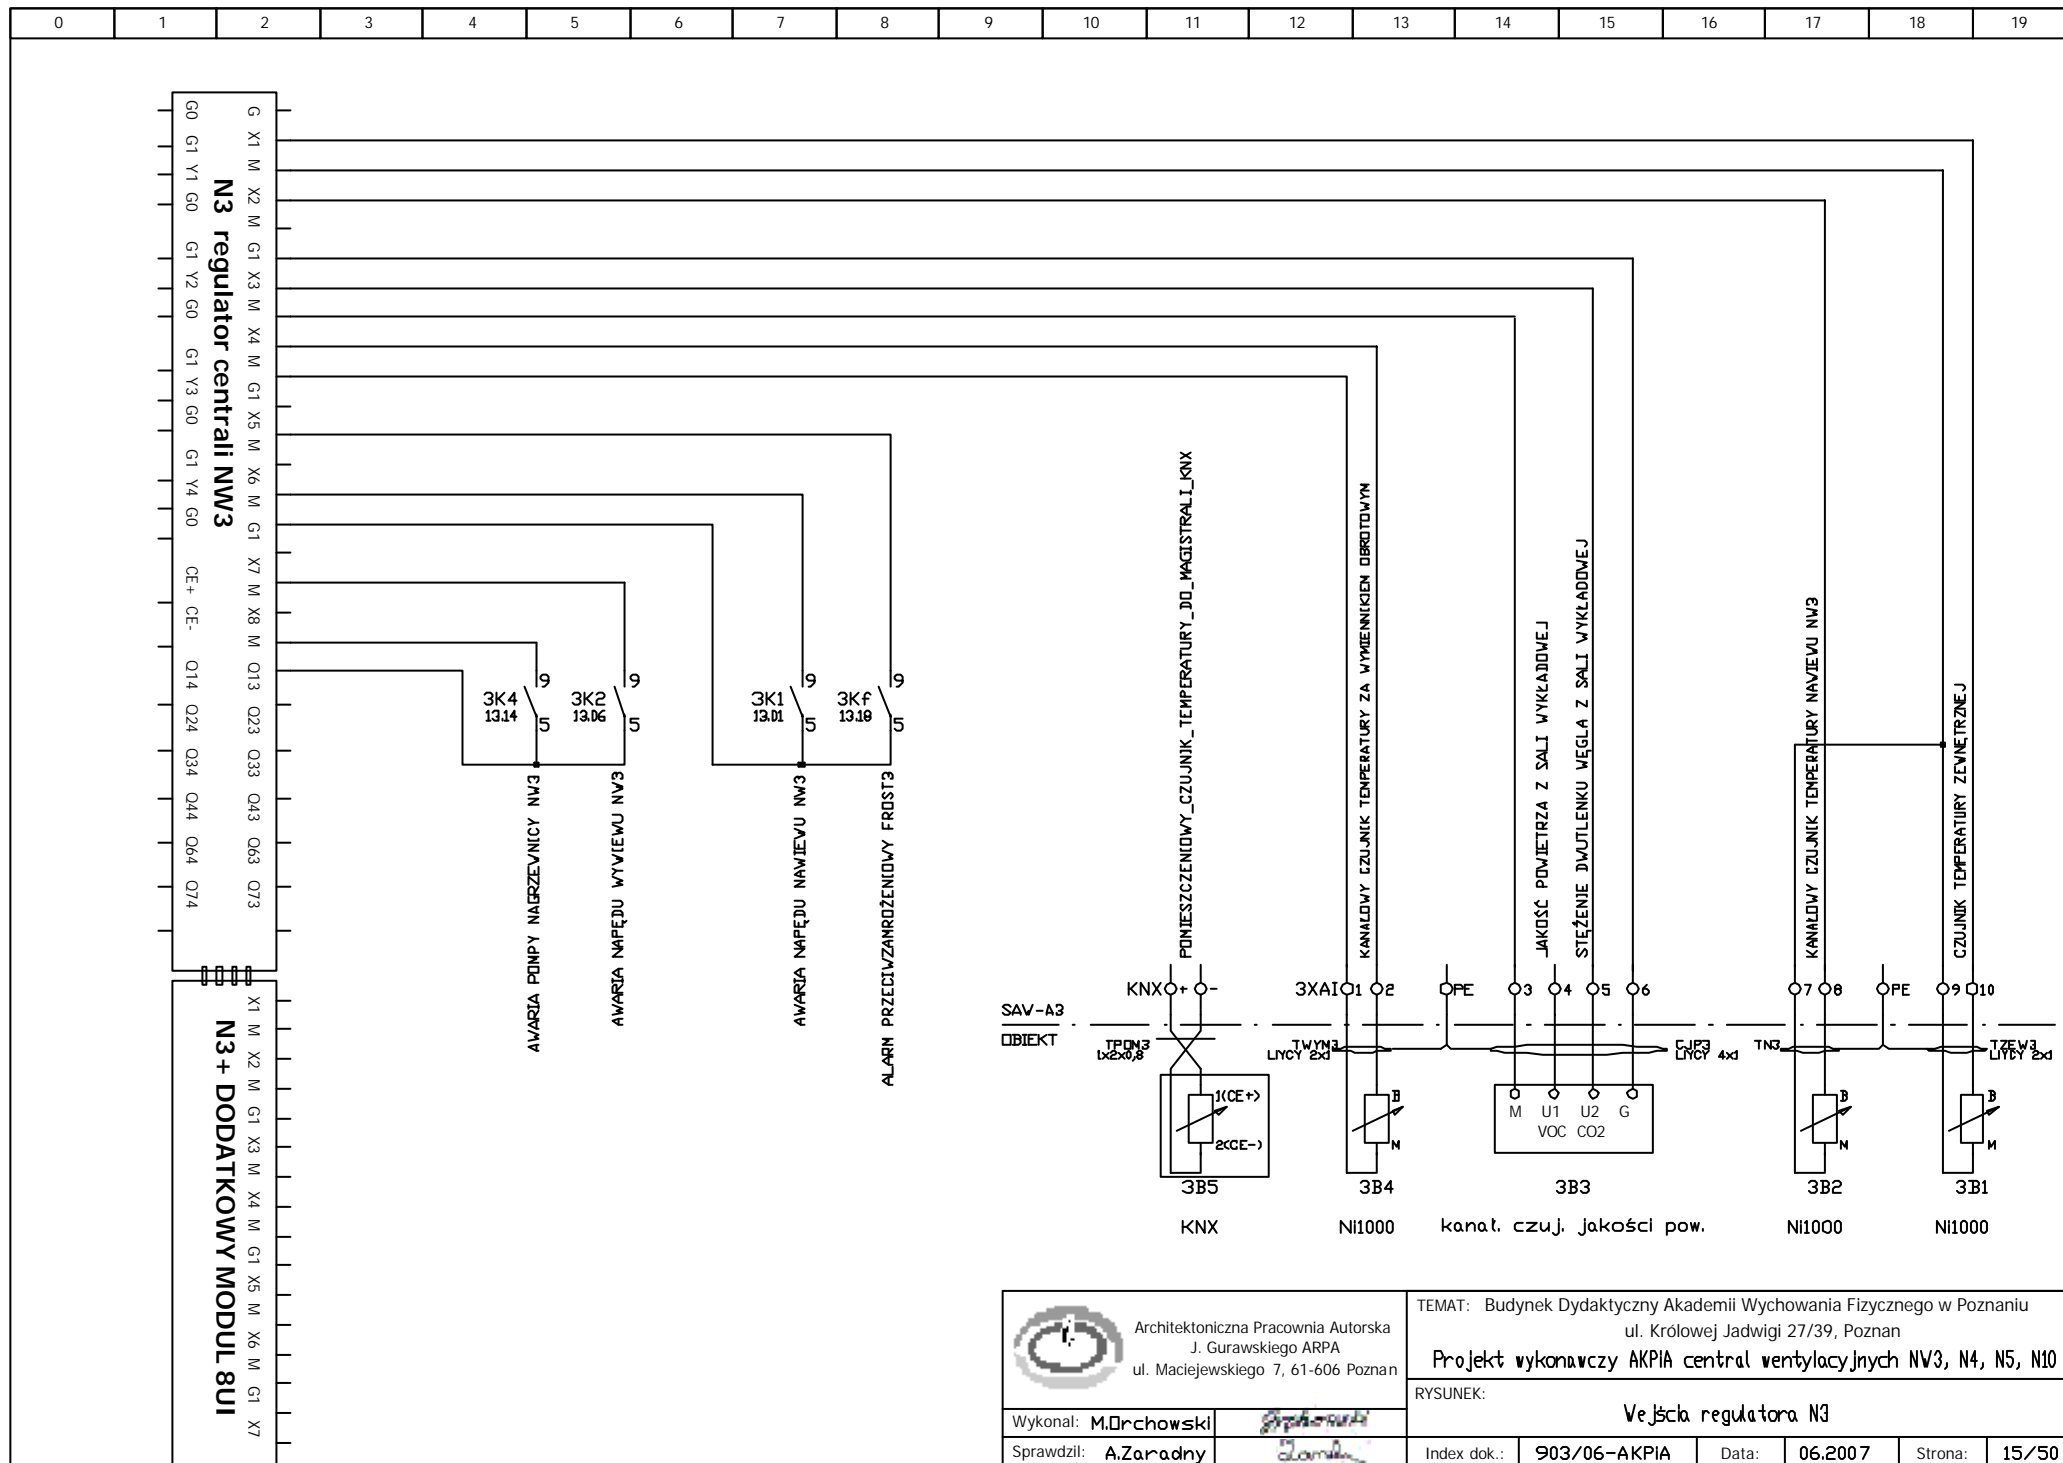 0 1 2 3 4 5 6 7 8 9 10 11 12 13 14 15 16 17 18 19
G0 G1 Y1 G0 G1 Y2 G0 G1 Y3 G0 G1 Y4 G0 CE+ CE- Q14 Q24 Q34 Q44 Q64 Q74
N3 regulator centrali NW3
G X1 M X2 M G1 X3 M X4 M G1 X5 M X6 M G1 X7 M X8 M Q13 Q23 Q33 Q43 Q63 Q73
N3+ DODATKOWY MODUL 8UI
X1 M X2 M G1 X3 M X4 M G1 X5 M X6 M G1 X7
3K4
13.14
9
5
3K2
13.06
9
5
3K1
13.01
9
5
3Kf
13.18
9
5
AWARIA POMPY NAGRZEWNICY NW3
AWARIA NAPĘDU WYWIEWU NW3
AWARIA NAPĘDU NAWIEWU NW3
ALARM PRZECIWZAMROŻENIOWY FROST3
POMIESZCZENIOWY_CZUJNIK_TEMPERATURY_DO_MAGISTRALI_KNX
KANAŁOWY CZUJNIK TEMPERATURY ZA WYMIENNIKIEM OBROTOWYM
JAKOŚĆ POWIETRZA Z SALI WYKŁADOWEJ
STĘŻENIE DWUTLENKU WĘGLA Z SALI WYKŁADOWEJ
KANAŁOWY CZUJNIK TEMPERATURY NAWIEWU NW3
CZUJNIK TEMPERATURY ZEWNĘTRZNEJ
KNX + - 3XAI 1 2 PE 3 4 5 6 7 8 PE 9 10
SAW-A3
OBIEKT
TPOM3
1x2x0,8
TWYM3
LIYCY 2x1
CJP3
LIYCY 4x1
TN3
TZEW3
LIYCY 2x1
1(CE+)
2(CE-)
B
M
M U1 U2 G
VOC CO2
B
M
B
M
3B5 3B4 3B3 3B2 3B1
KNX Ni1000 kanał. czuj. jakości pow. Ni1000 Ni1000
Architektoniczna Pracownia Autorska
J. Gurawskiego ARPA
ul. Maciejewskiego 7, 61-606 Poznan
TEMAT: Budynek Dydaktyczny Akademii Wychowania Fizycznego w Poznaniu
ul. Królowej Jadwigi 27/39, Poznan
Projekt wykonawczy AKPiA central wentylacyjnych NW3, N4, N5, N10
RYSUNEK:
Wejścia regulatora N3
Wykonal: M.Orchowski
Sprawdzil: A.Zaradny
Index dok.: 903/06-AKPiA Data: 06.2007 Strona: 15/50